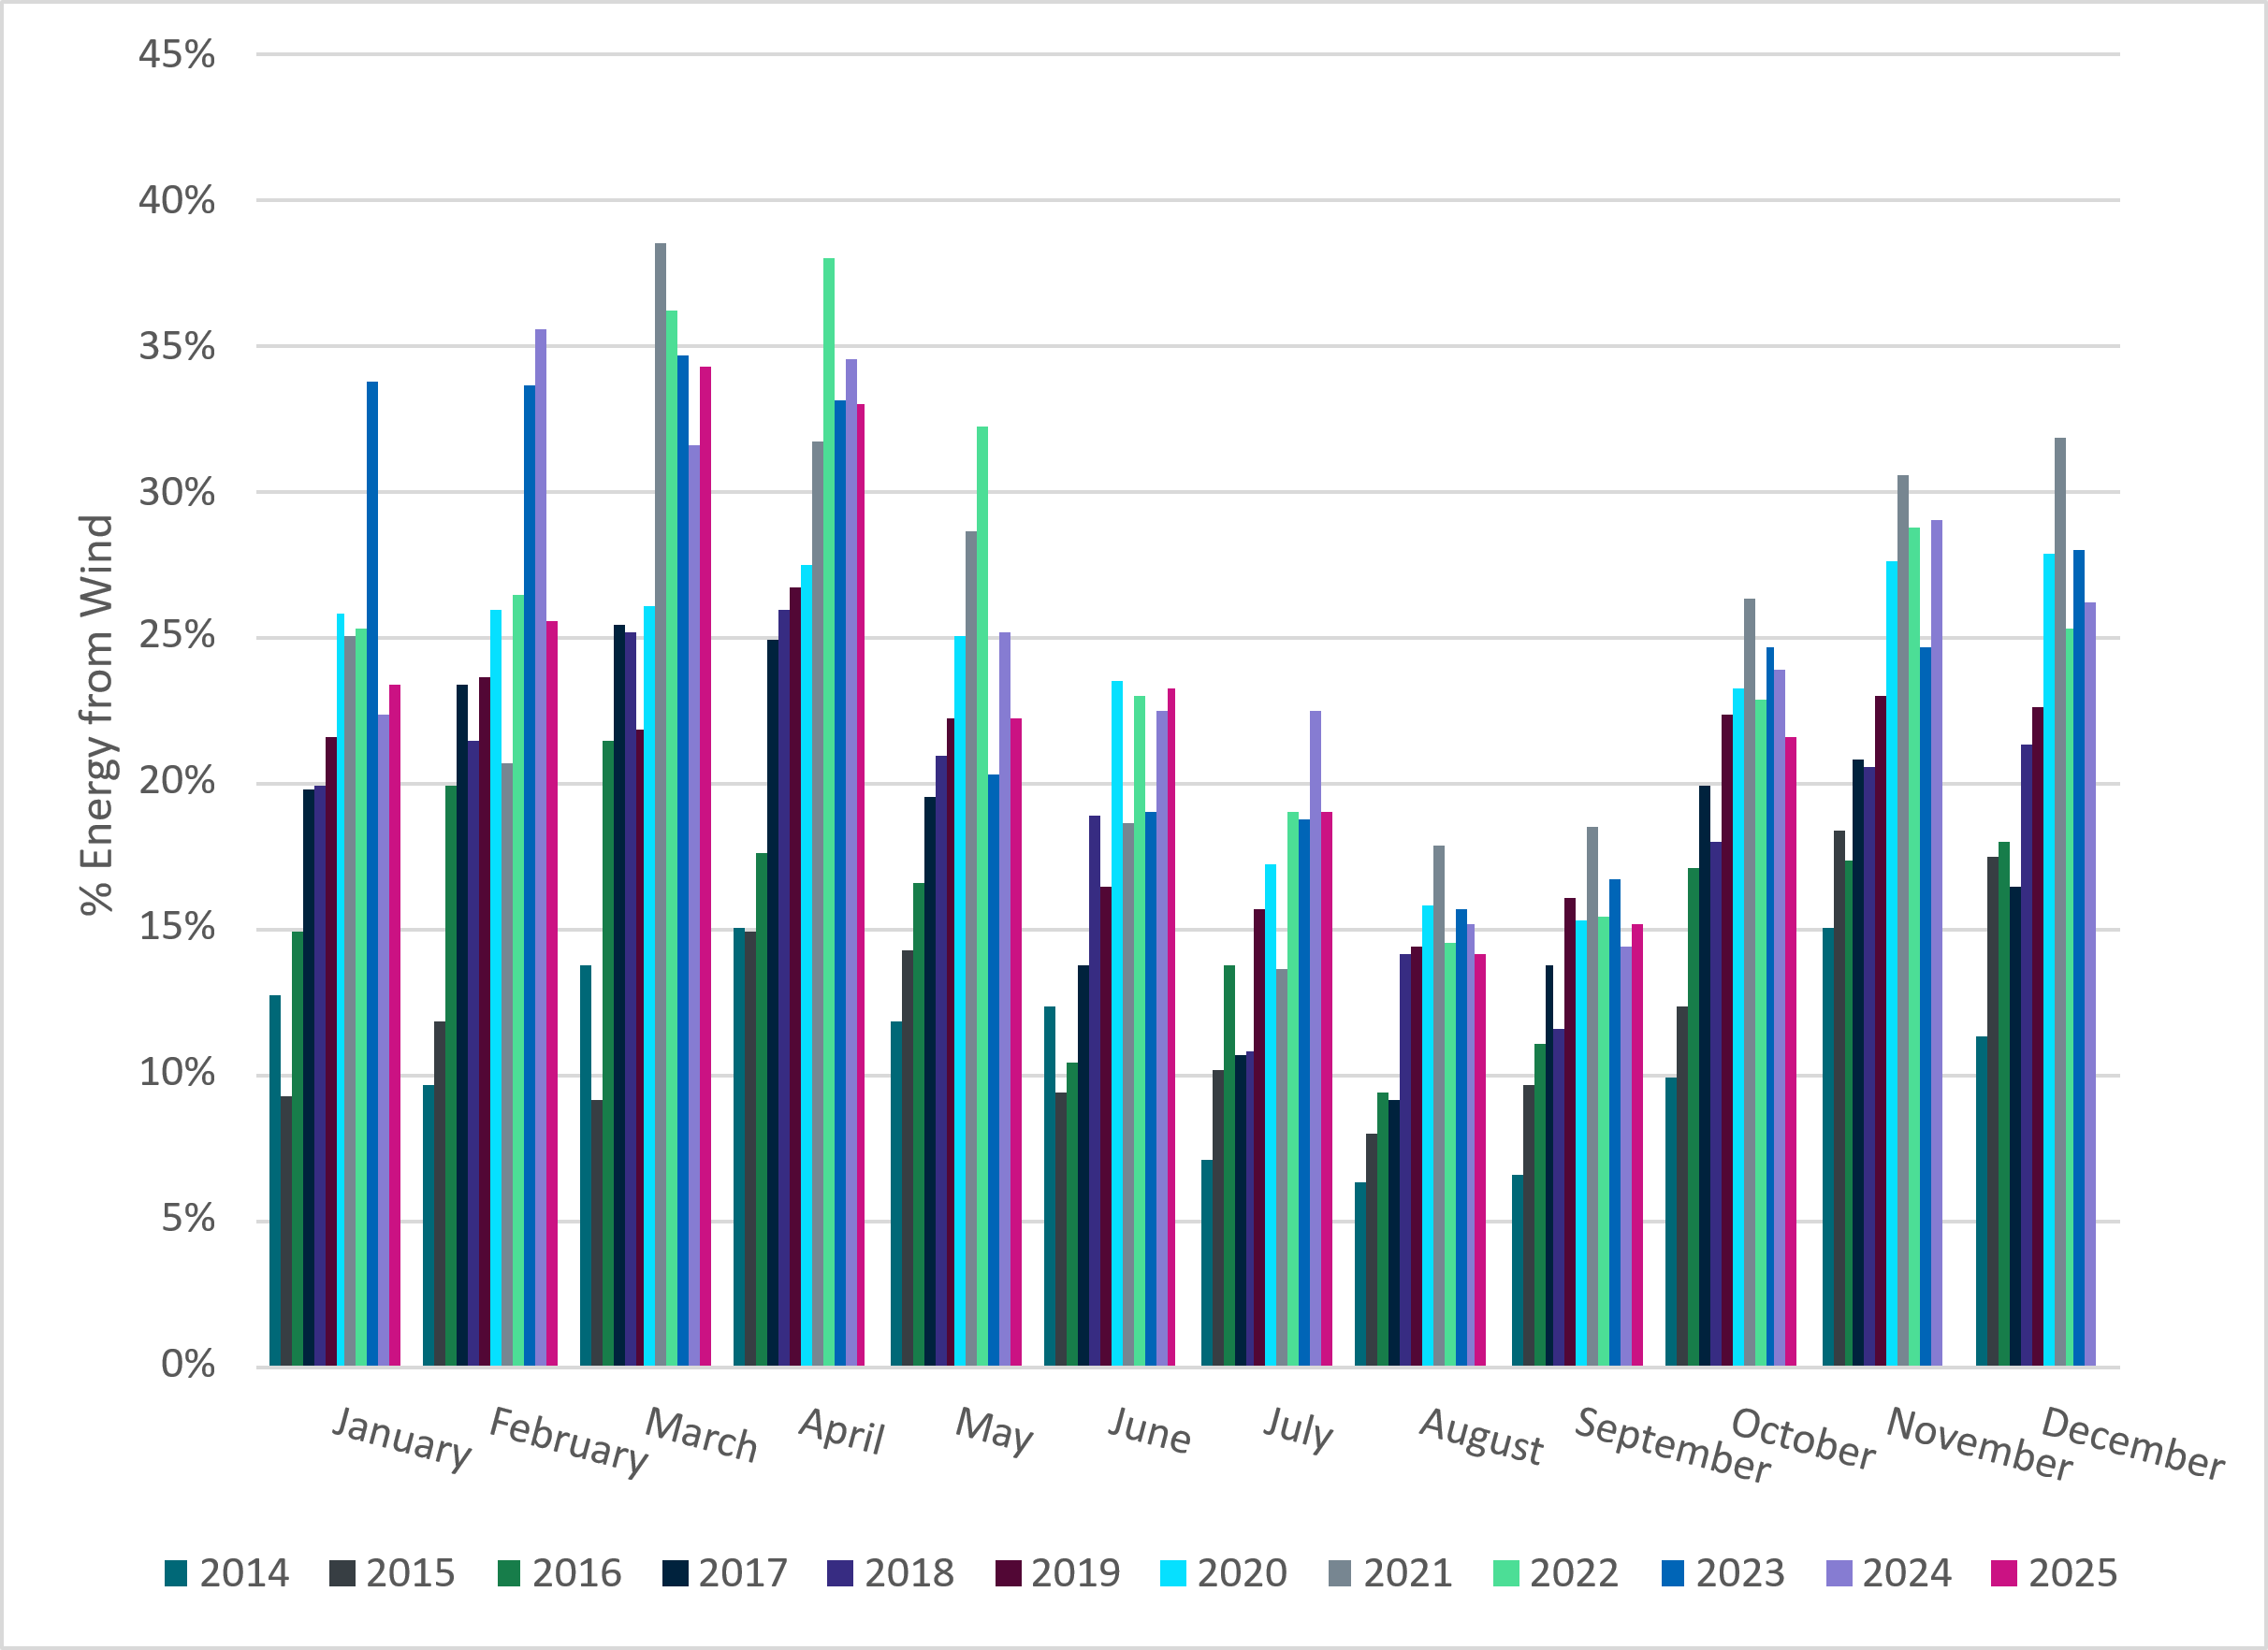 45%
40%
35%
30%
25%
20%
15%
10%
5%
0%
% Energy from Wind
January
February
March
April
May
June
July
August
September
October
November
December
2014 2015 2016 2017 2018 2019 2020 2021 2022 2023 2024 2025